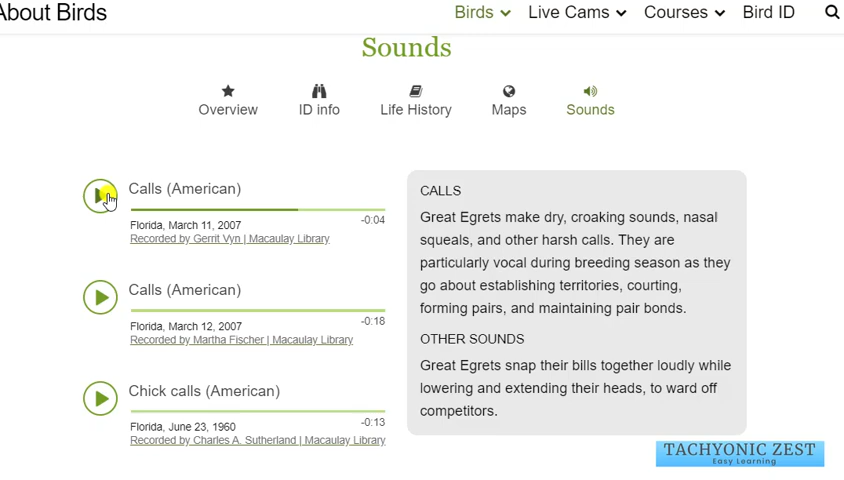 About Birds
Birds Live Cams Courses Bird ID
Sounds
Overview ID info Life History Maps Sounds
Calls (American)
-0:04
Florida, March 11, 2007
Recorded by Gerrit Vyn | Macaulay Library
Calls (American)
-0:18
Florida, March 12, 2007
Recorded by Martha Fischer | Macaulay Library
Chick calls (American)
-0:13
Florida, June 23, 1960
Recorded by Charles A. Sutherland | Macaulay Library
CALLS
Great Egrets make dry, croaking sounds, nasal
squeals, and other harsh calls. They are
particularly vocal during breeding season as they
go about establishing territories, courting,
forming pairs, and maintaining pair bonds.
OTHER SOUNDS
Great Egrets snap their bills together loudly while
lowering and extending their heads, to ward off
competitors.
TACHYONIC ZEST
Easy Learning